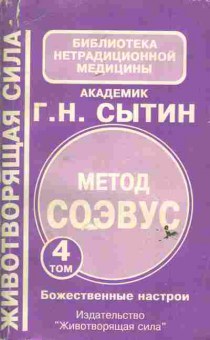 ЖИВОТВОРЯЩАЯ СИЛА
БИБЛИОТЕКА
НЕТРАДИЦИОННОЙ
МЕДИЦИНЫ
АКАДЕМИК
Г.Н. СЫТИН
МЕТОД
СОЭВУС
4
ТОМ
Божественные настрои
Издательство
"Животворящая сила"